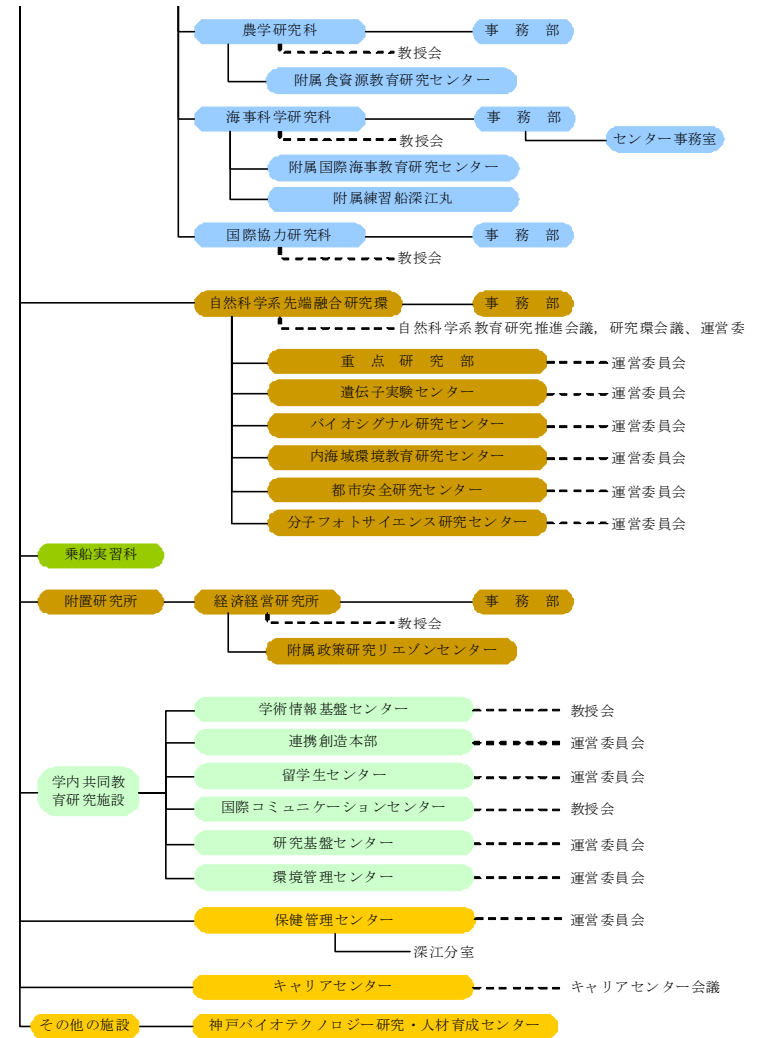 農学研究科　事　務　部
教授会
附属食資源教育研究センター
海事科学研究科　事　務　部
教授会　センター事務室
附属国際海事教育研究センター
附属練習船深江丸
国際協力研究科　事　務　部
教授会
自然科学系先端融合研究環　事　務　部
自然科学系教育研究推進会議，研究環会議、運営委
重　点　研　究　部　運営委員会
遺伝子実験センター　運営委員会
バイオシグナル研究センター　運営委員会
内海域環境教育研究センター　運営委員会
都市安全研究センター　運営委員会
分子フォトサイエンス研究センター　運営委員会
乗船実習科
附置研究所　経済経営研究所　事　務　部
教授会
附属政策研究リエゾンセンター
学術情報基盤センター　教授会
連携創造本部　運営委員会
学内共同教
育研究施設
留学生センター　運営委員会
国際コミュニケーションセンター　教授会
研究基盤センター　運営委員会
環境管理センター　運営委員会
保健管理センター　運営委員会
深江分室
キャリアセンター　キャリアセンター会議
その他の施設　神戸バイオテクノロジー研究・人材育成センター